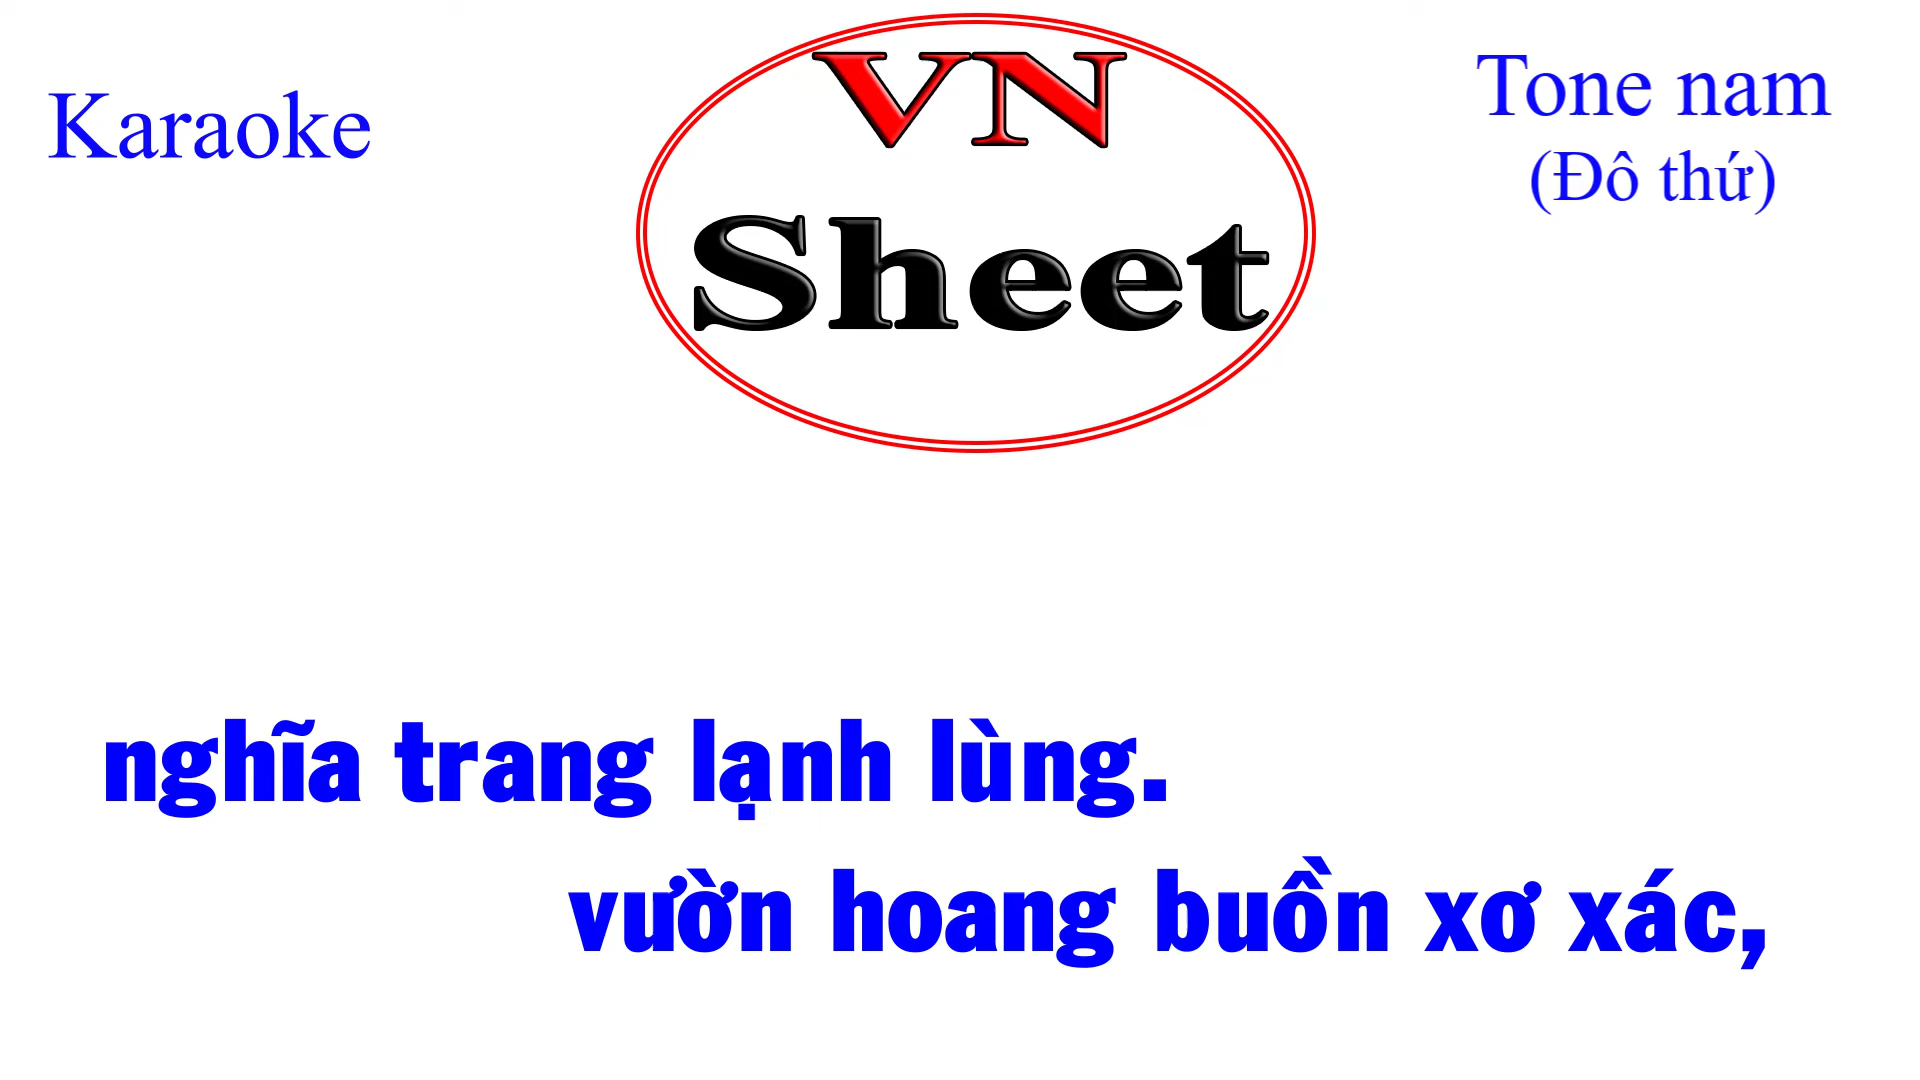 Karaoke
VN
Sheet
Tone nam
(Đô thứ)
nghĩa trang lạnh lùng.
vườn hoang buồn xơ xác,